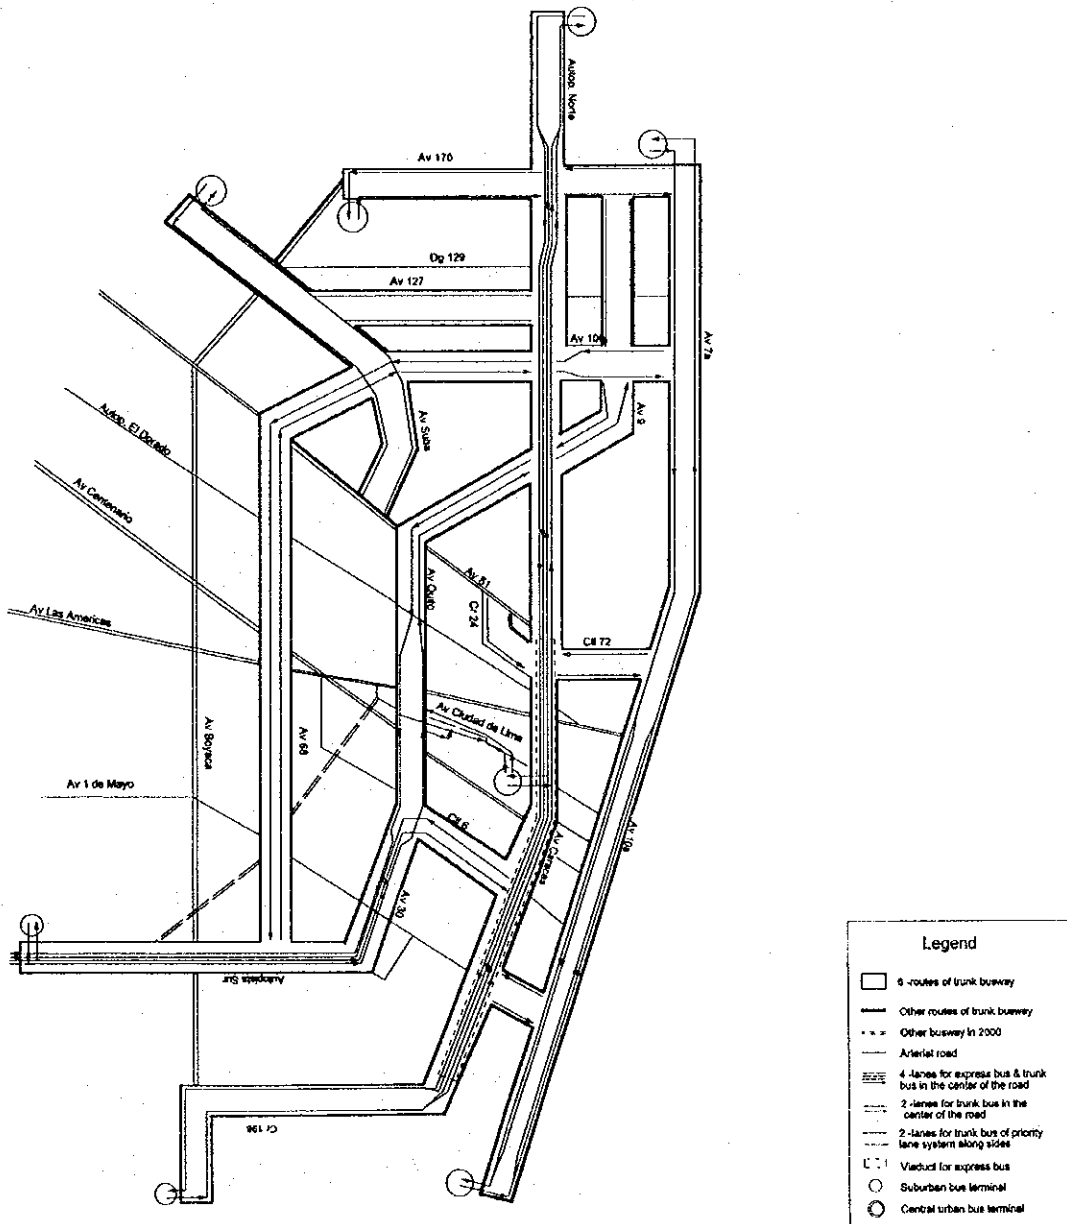 Autop. Norte
Av 170
Dg 129
Av 127
Av 7a
Av 9
Av Suba
Autop. El Dorado
Av Centenario
Av Las Americas
Av Quito
Av 81
Cr 24
Cll 72
Av Ciudad de Lima
Av Boyaca
Av 68
Av 1 de Mayo
Cll 6
Av Caracas
Av 10a
Av 30
Autopista Sur
Cr 19B
Legend
6 -routes of trunk busway
Other routes of trunk busway
Other busway in 2000
Arterial road
4 -lanes for express bus & trunk
bus in the center of the road
2 -lanes for trunk bus in the
center of the road
2 -lanes for trunk bus of priority
lane system along sides
Viaduct for express bus
Suburban bus terminal
Central urban bus terminal